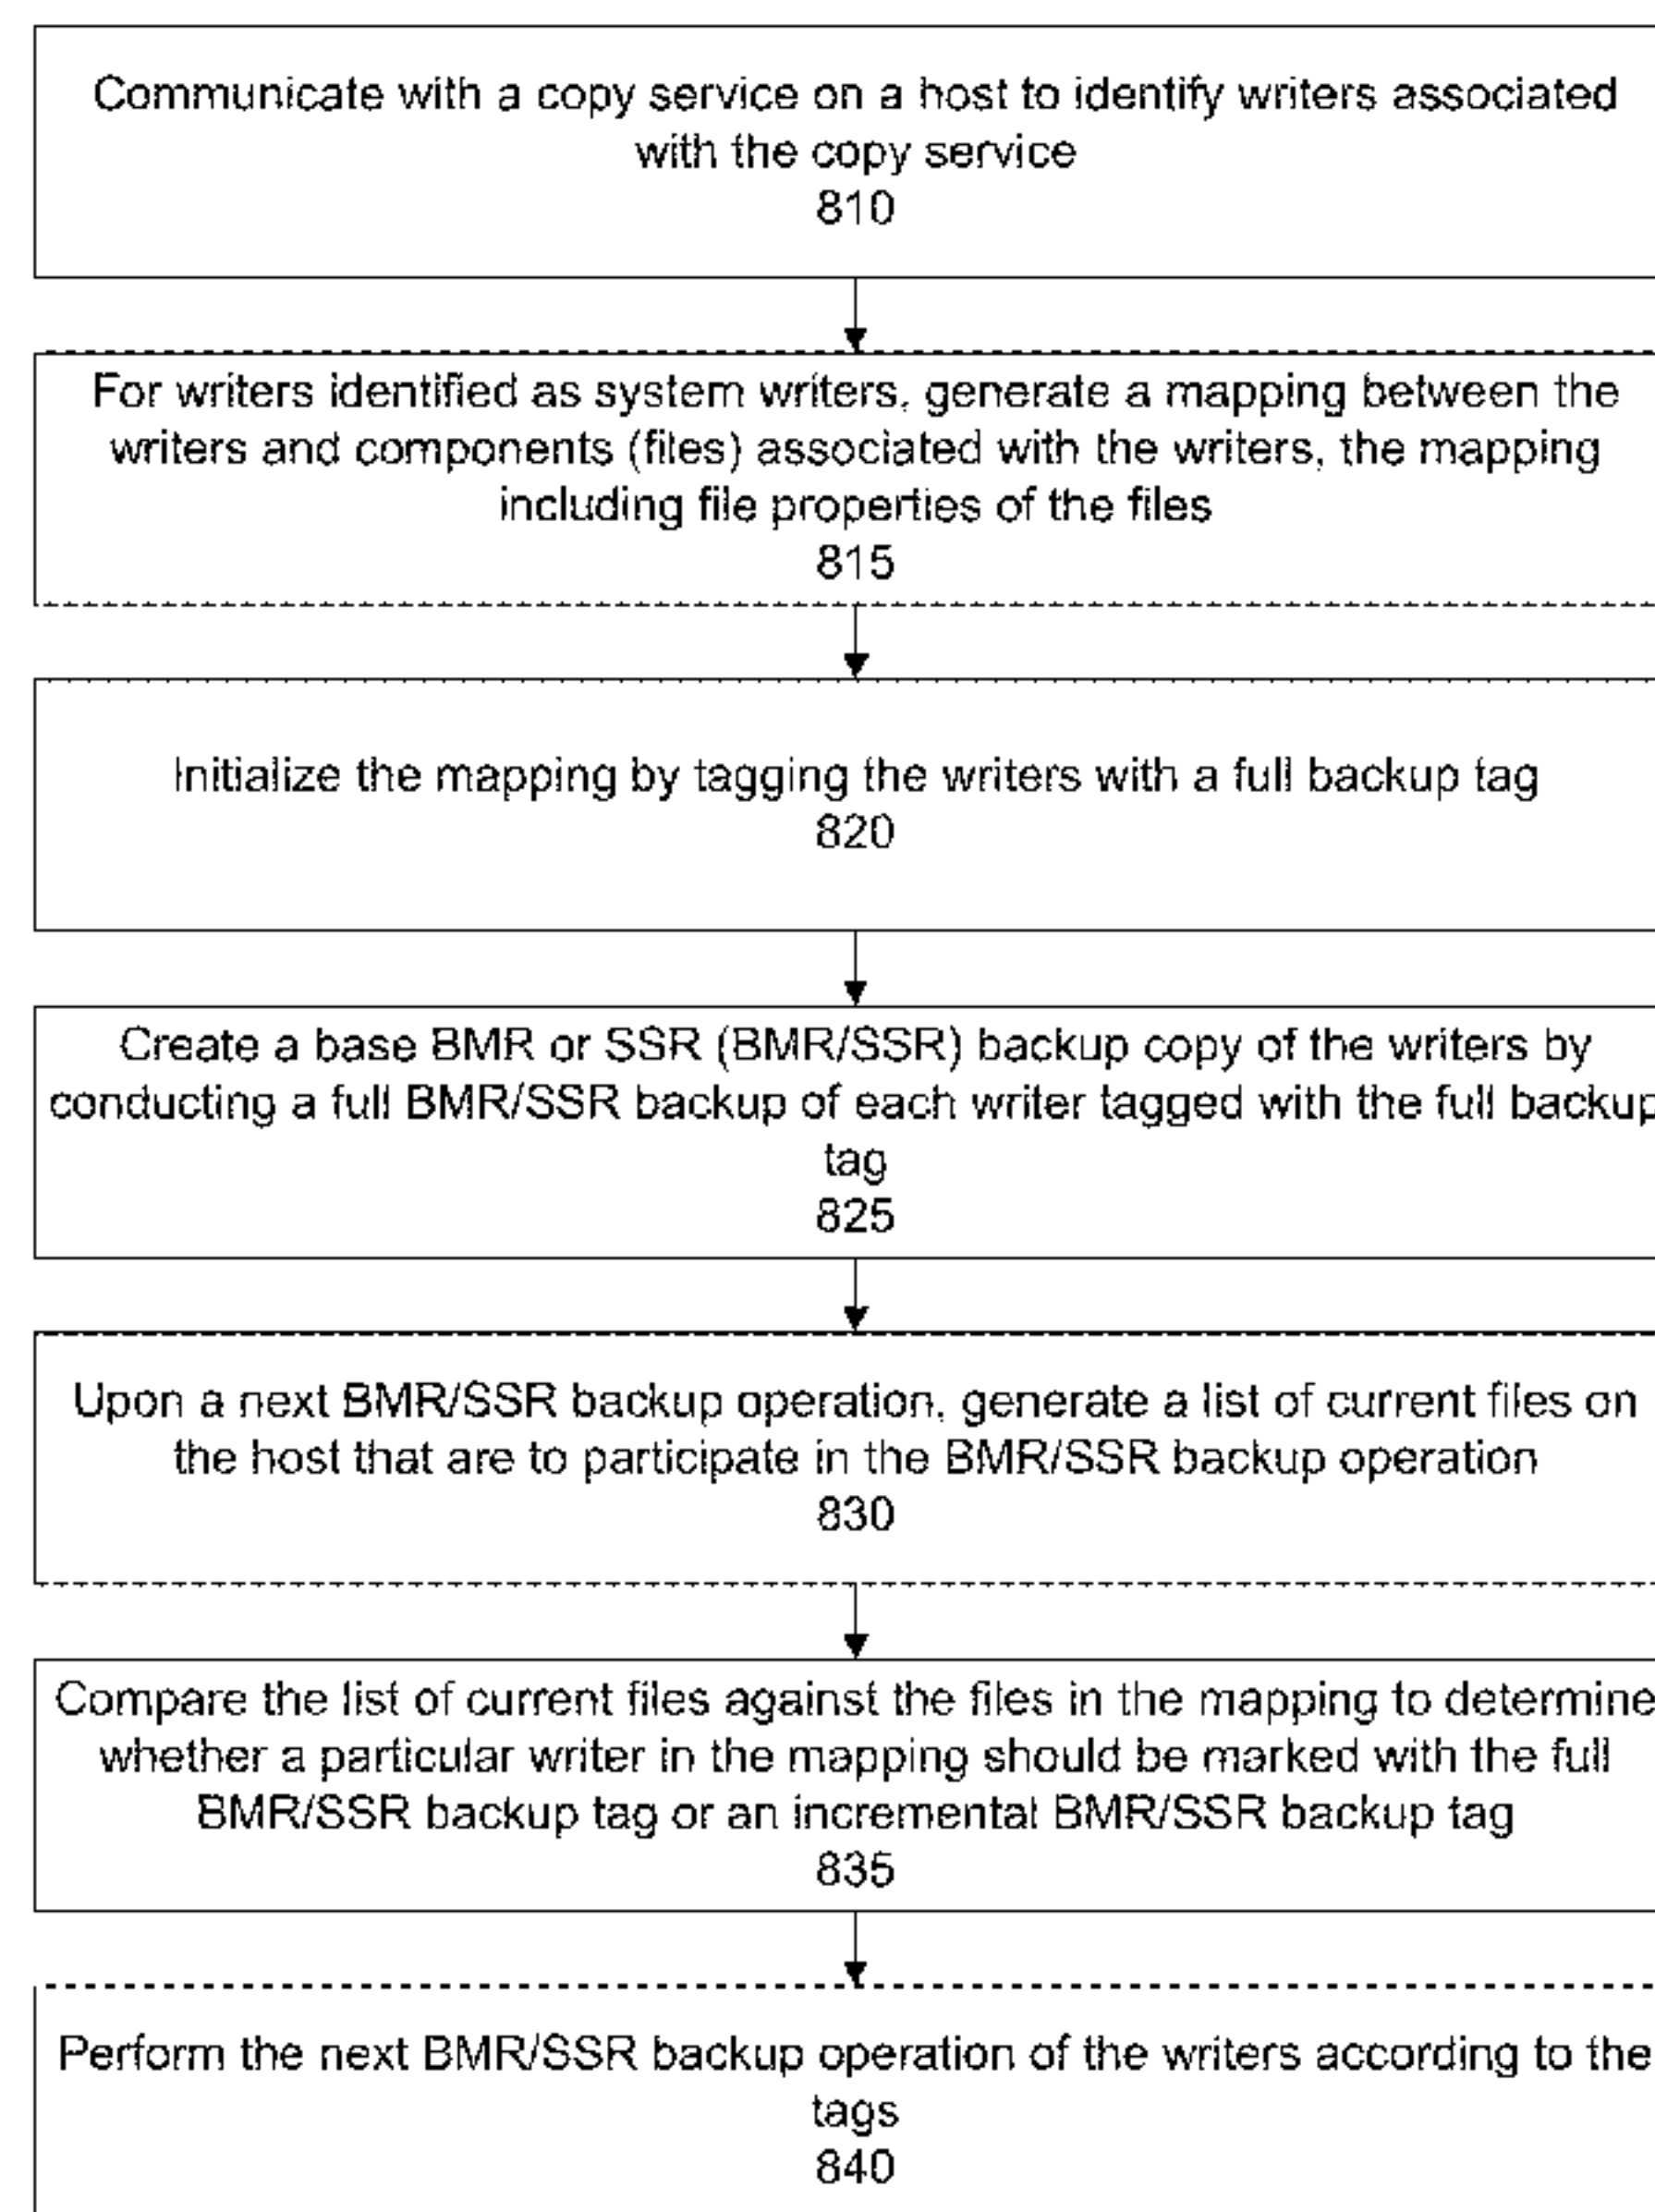 Communicate with a copy service on a host to identify writers associated
with the copy service
810
For writers identified as system writers, generate a mapping between the
writers and components (files) associated with the writers, the mapping
including file properties of the files
815
Initialize the mapping by tagging the writers with a full backup tag
820
Create a base BMR or SSR (BMR/SSR) backup copy of the writers by
conducting a full BMR/SSR backup of each writer tagged with the full backup
tag
825
Upon a next BMR/SSR backup operation, generate a list of current files on
the host that are to participate in the BMR/SSR backup operation
830
Compare the list of current files against the files in the mapping to determine
whether a particular writer in the mapping should be marked with the full
BMR/SSR backup tag or an incremental BMR/SSR backup tag
835
Perform the next BMR/SSR backup operation of the writers according to the
tags
840